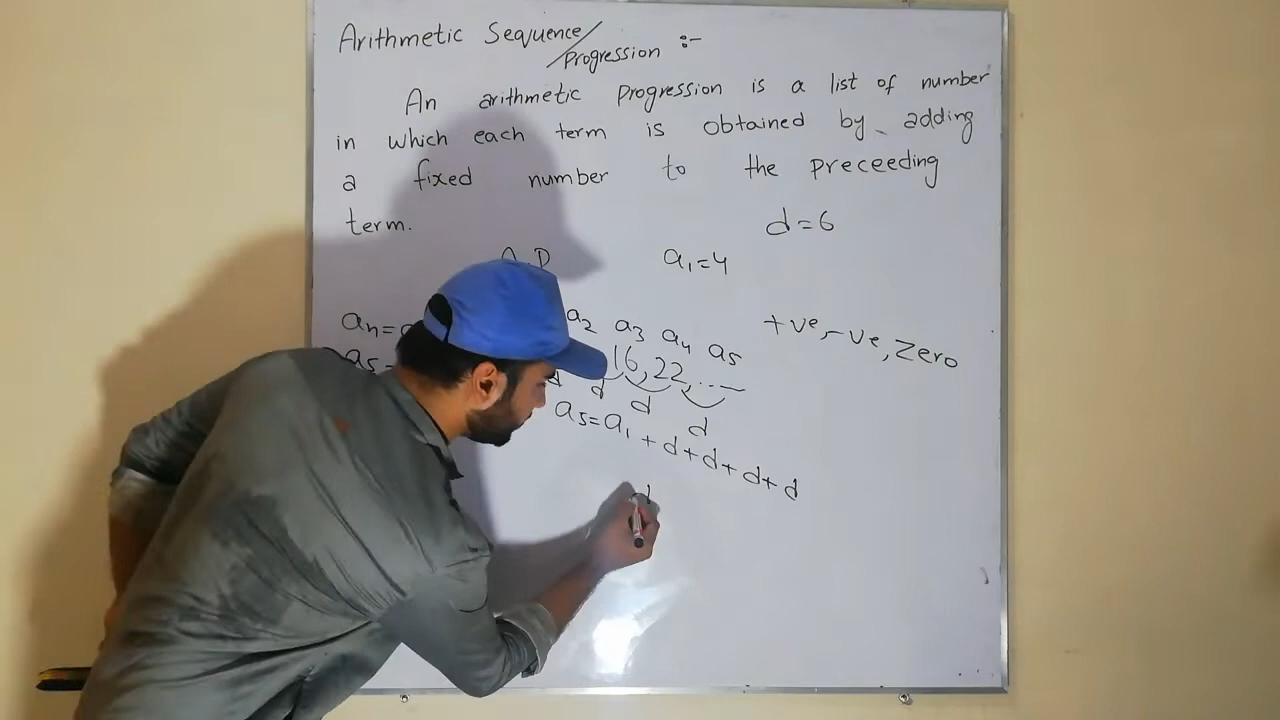 Arithmetic Sequence/
Progression :-
An arithmetic Progression is a list of number
in which each term is obtained by adding
a fixed number to the preceeding
term.
d=6
A.P
a₁=4
aₙ=
a₂ a₃ a₄ a₅
+ve,-ve,Zero
a₅
16,22,...
d d d d
a₅=a₁+d+d+d+d
d